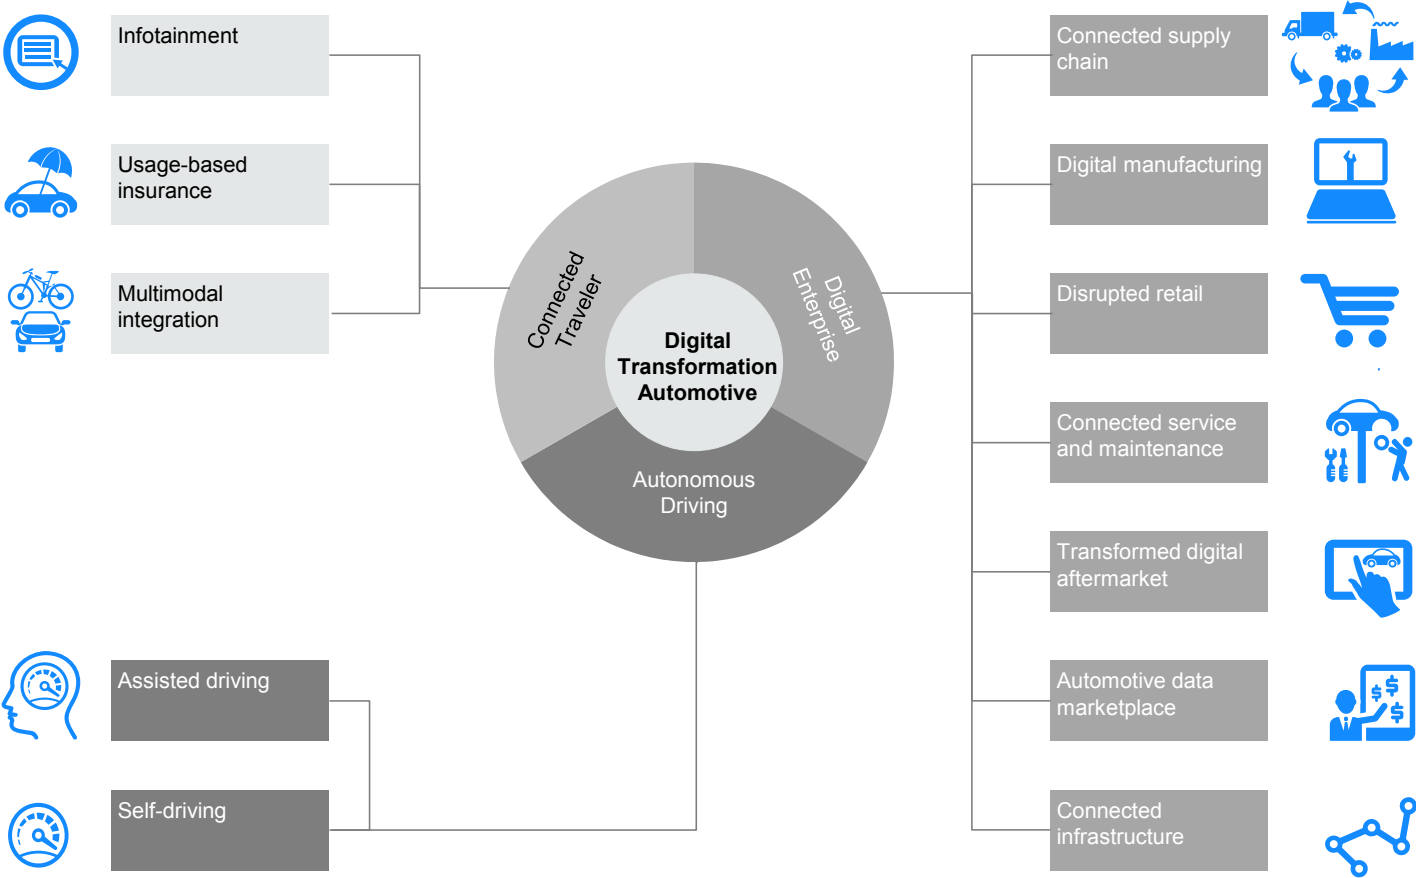 Infotainment
Usage-based
insurance
Multimodal
integration
Connected
Traveler
Digital
Enterprise
Digital
Transformation
Automotive
Autonomous
Driving
Assisted driving
Self-driving
Connected supply
chain
Digital manufacturing
Disrupted retail
Connected service
and maintenance
Transformed digital
aftermarket
Automotive data
marketplace
$ $
$
Connected
infrastructure